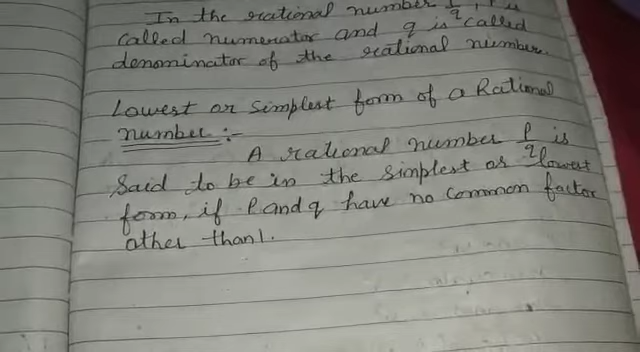 In the rational number p/q, p is
called numerator and q is called
denominator of the rational number.
Lowest or simplest form of a Rational
number :-
A rational number p/q is
said to be in the simplest or lowest
form, if p and q have no common factor
other than 1.